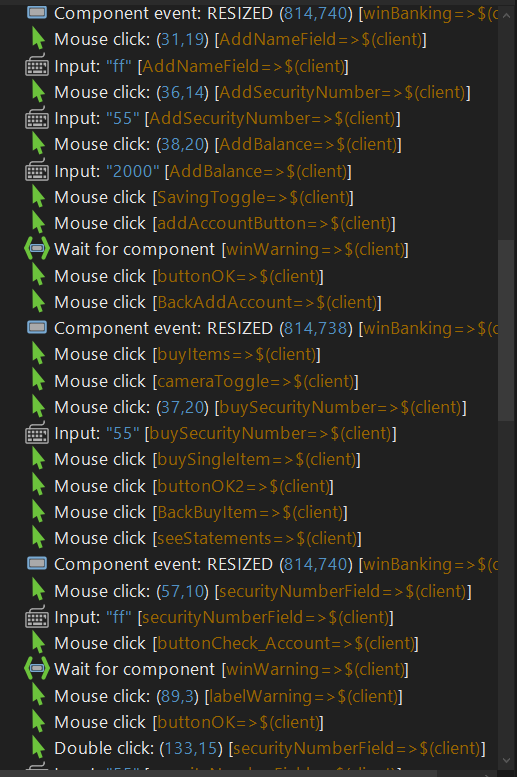 Component event: RESIZED (814,740) [winBanking=>$(c
Mouse click: (31,19) [AddNameField=>$(client)]
Input: "ff" [AddNameField=>$(client)]
Mouse click: (36,14) [AddSecurityNumber=>$(client)]
Input: "55" [AddSecurityNumber=>$(client)]
Mouse click: (38,20) [AddBalance=>$(client)]
Input: "2000" [AddBalance=>$(client)]
Mouse click [SavingToggle=>$(client)]
Mouse click [addAccountButton=>$(client)]
Wait for component [winWarning=>$(client)]
Mouse click [buttonOK=>$(client)]
Mouse click [BackAddAccount=>$(client)]
Component event: RESIZED (814,738) [winBanking=>$(c
Mouse click [buyItems=>$(client)]
Mouse click [cameraToggle=>$(client)]
Mouse click: (37,20) [buySecurityNumber=>$(client)]
Input: "55" [buySecurityNumber=>$(client)]
Mouse click [buySingleItem=>$(client)]
Mouse click [buttonOK2=>$(client)]
Mouse click [BackBuyItem=>$(client)]
Mouse click [seeStatements=>$(client)]
Component event: RESIZED (814,740) [winBanking=>$(c
Mouse click: (57,10) [securityNumberField=>$(client)]
Input: "ff" [securityNumberField=>$(client)]
Mouse click [buttonCheck_Account=>$(client)]
Wait for component [winWarning=>$(client)]
Mouse click: (89,3) [labelWarning=>$(client)]
Mouse click [buttonOK=>$(client)]
Double click: (133,15) [securityNumberField=>$(client)]